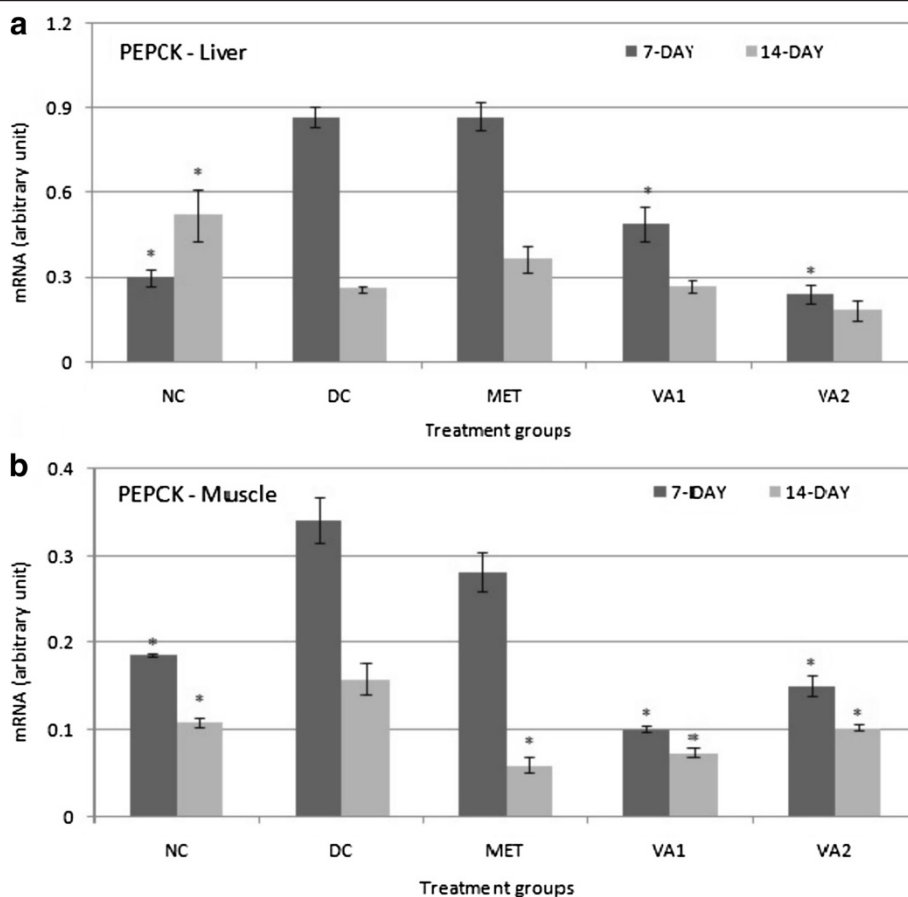 a
1.2
PEPCK - Liver
7-DAY
14-DAY
0.9
mRNA (arbitrary unit)
*
*
*
0.6
*
0.3
0
NC DC MET VA1 VA2
Treatment groups
b
0.4
PEPCK - Muscle
7-DAY
14-DAY
0.3
mRNA (arbitrary unit)
*
*
0.2
*
*
*
*
*
0.1
0
NC DC MET VA1 VA2
Treatment groups